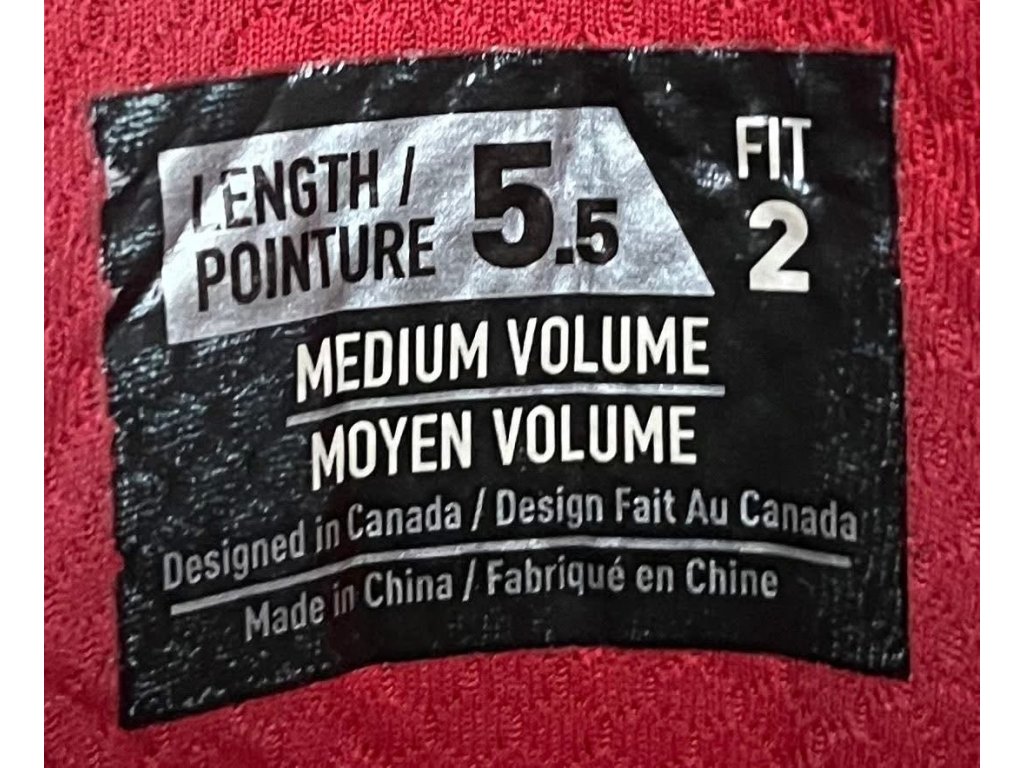 LENGTH / 5.5 FIT
POINTURE 2
MEDIUM VOLUME
MOYEN VOLUME
Designed in Canada / Design Fait Au Canada
Made in China / Fabriqué en Chine